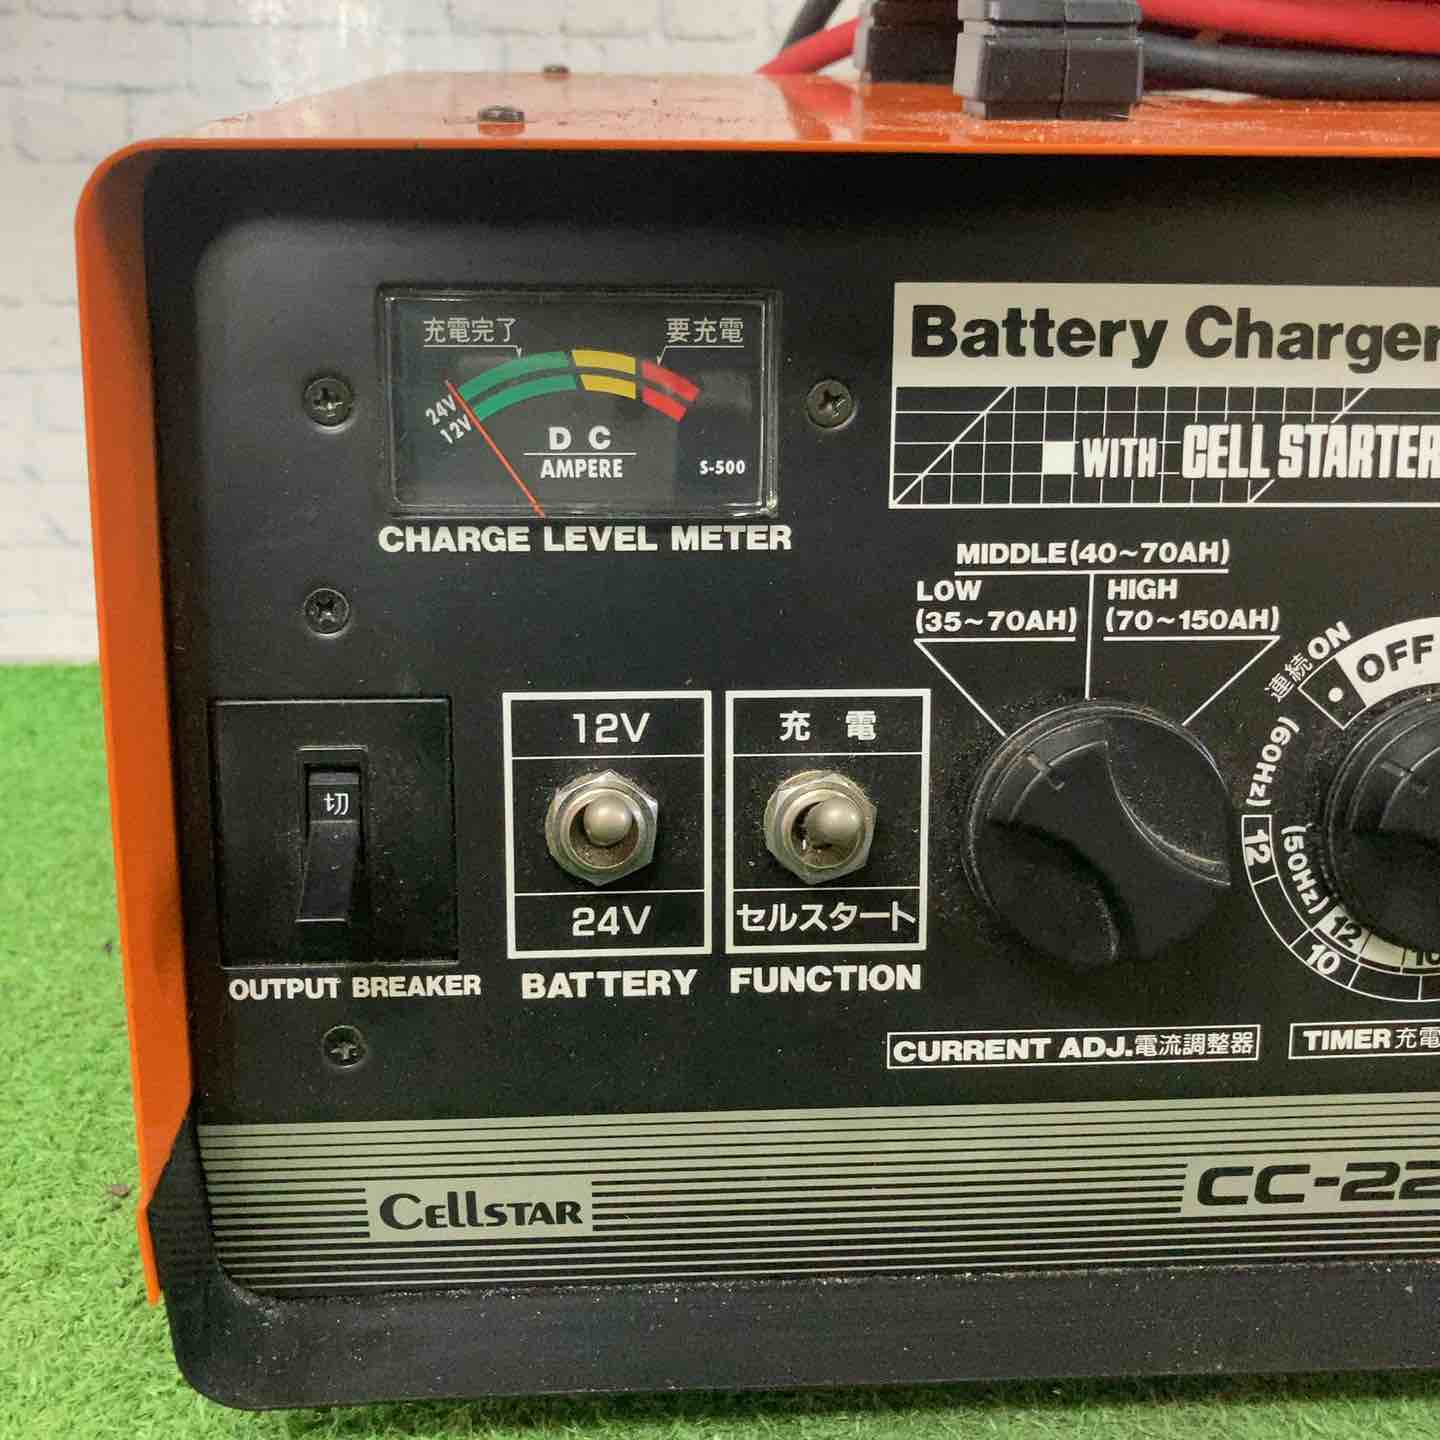 充電完了
要充電
24V
12V
D C
AMPERE
S-500
CHARGE LEVEL METER
Battery Charger
WITH CELL STARTER
MIDDLE(40~70AH)
LOW
(35~70AH)
HIGH
(70~150AH)
連続ON
OFF
(60Hz)
12
10
(50Hz)
12
10
切
OUTPUT BREAKER
12V
24V
BATTERY
充電
セルスタート
FUNCTION
CURRENT ADJ.電流調整器
TIMER充電
CELLSTAR
CC-22